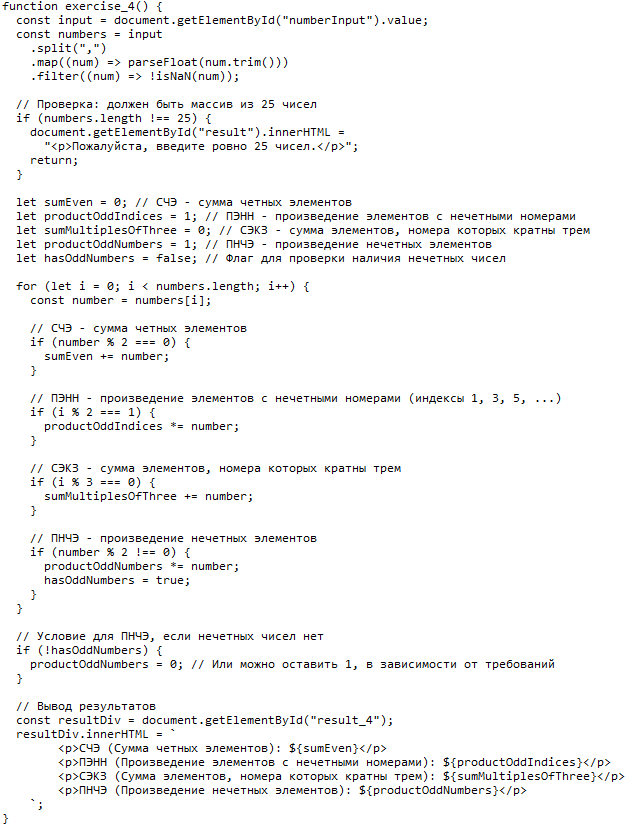 function exercise_4() {
  const input = document.getElementById("numberInput").value;
  const numbers = input
    .split(",")
    .map((num) => parseFloat(num.trim()))
    .filter((num) => !isNaN(num));

  // Проверка: должен быть массив из 25 чисел
  if (numbers.length !== 25) {
    document.getElementById("result").innerHTML =
      "<p>Пожалуйста, введите ровно 25 чисел.</p>";
    return;
  }

  let sumEven = 0; // СЧЭ - сумма четных элементов
  let productOddIndices = 1; // ПЭНН - произведение элементов с нечетными номерами
  let sumMultiplesOfThree = 0; // СЭКЗ - сумма элементов, номера которых кратны трем
  let productOddNumbers = 1; // ПНЧЭ - произведение нечетных элементов
  let hasOddNumbers = false; // Флаг для проверки наличия нечетных чисел

  for (let i = 0; i < numbers.length; i++) {
    const number = numbers[i];

    // СЧЭ - сумма четных элементов
    if (number % 2 === 0) {
      sumEven += number;
    }

    // ПЭНН - произведение элементов с нечетными номерами (индексы 1, 3, 5, ...)
    if (i % 2 === 1) {
      productOddIndices *= number;
    }

    // СЭКЗ - сумма элементов, номера которых кратны трем
    if (i % 3 === 0) {
      sumMultiplesOfThree += number;
    }

    // ПНЧЭ - произведение нечетных элементов
    if (number % 2 !== 0) {
      productOddNumbers *= number;
      hasOddNumbers = true;
    }
  }

  // Условие для ПНЧЭ, если нечетных чисел нет
  if (!hasOddNumbers) {
    productOddNumbers = 0; // Или можно оставить 1, в зависимости от требований
  }

  // Вывод результатов
  const resultDiv = document.getElementById("result_4");
  resultDiv.innerHTML = `
        <p>СЧЭ (Сумма четных элементов): ${sumEven}</p>
        <p>ПЭНН (Произведение элементов с нечетными номерами): ${productOddIndices}</p>
        <p>СЭКЗ (Сумма элементов, номера которых кратны трем): ${sumMultiplesOfThree}</p>
        <p>ПНЧЭ (Произведение нечетных элементов): ${productOddNumbers}</p>
    `;
}